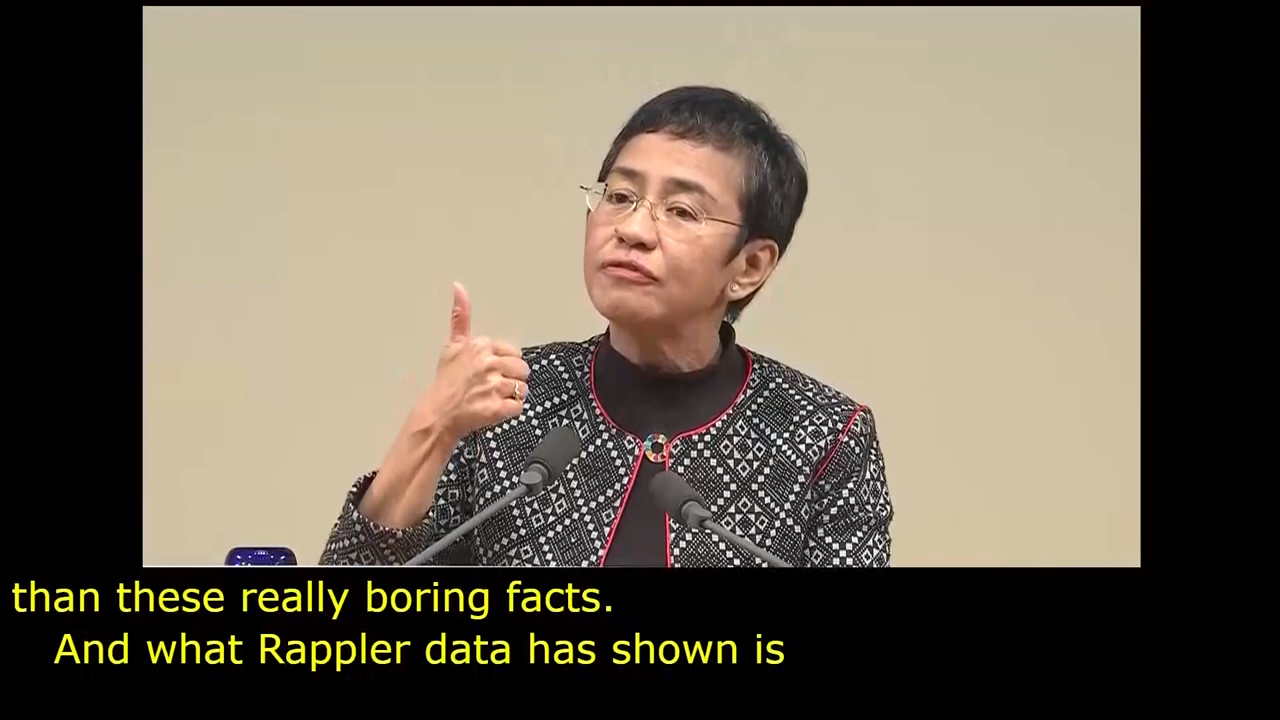 than these really boring facts.
And what Rappler data has shown is